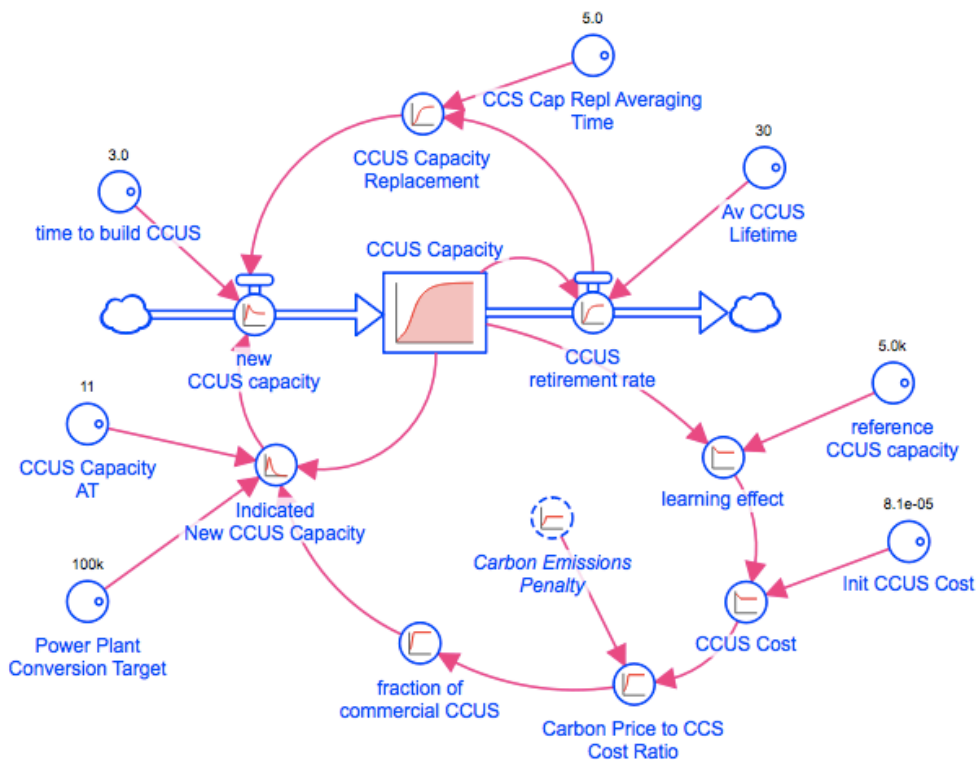 5.0
CCS Cap Repl Averaging
Time
CCUS Capacity
Replacement
3.0
time to build CCUS
30
Av CCUS
Lifetime
CCUS Capacity
new
CCUS capacity
CCUS
retirement rate
5.0k
reference
CCUS capacity
11
CCUS Capacity
AT
learning effect
Indicated
New CCUS Capacity
8.1e-05
Init CCUS Cost
Carbon Emissions
Penalty
100k
Power Plant
Conversion Target
CCUS Cost
fraction of
commercial CCUS
Carbon Price to CCS
Cost Ratio